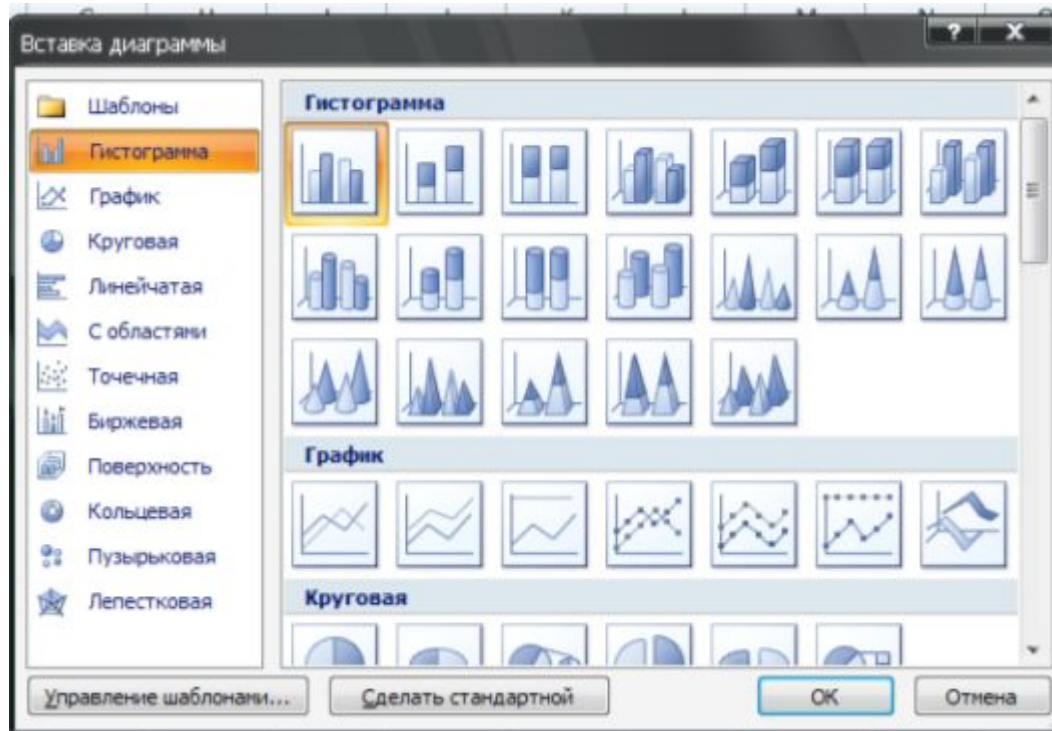 Вставка диаграммы
Шаблоны
Гистограмма
График
Круговая
Линейчатая
С областями
Точечная
Биржевая
Поверхность
Кольцевая
Пузырьковая
Лепестковая
Гистограмма
График
Круговая
Управление шаблонами...
Сделать стандартной
ОК
Отмена